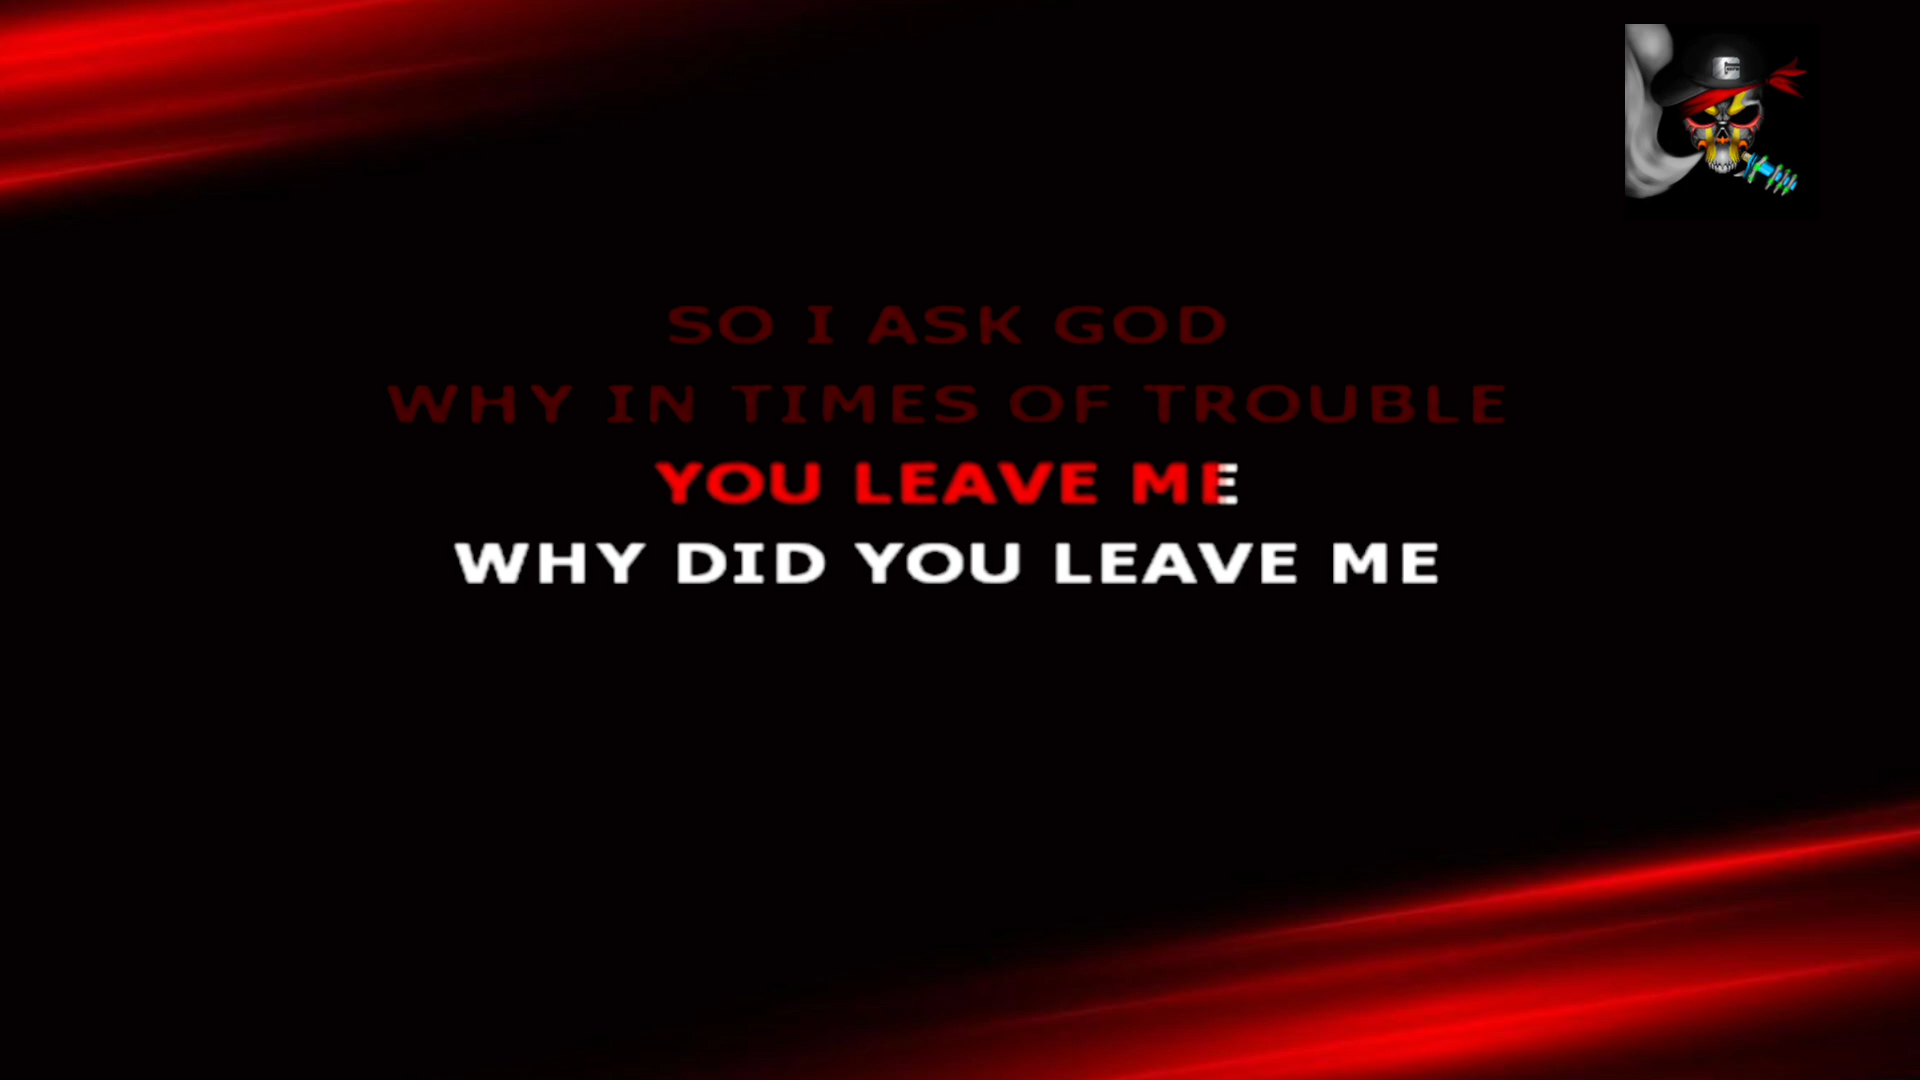 SO I ASK GOD
WHY IN TIMES OF TROUBLE
YOU LEAVE ME
WHY DID YOU LEAVE ME